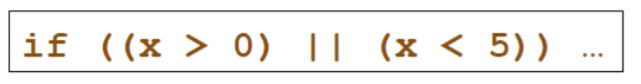 if ((x > 0) || (x < 5)) …